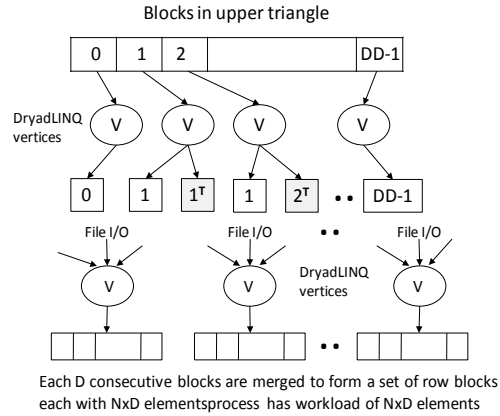 Blocks in upper triangle
0 1 2 DD-1
DryadLINQ
vertices
V V V V
0 1 1ᵀ 1 2ᵀ DD-1
File I/O File I/O File I/O
DryadLINQ
vertices
V V V
Each D consecutive blocks are merged to form a set of row blocks
each with NxD elementsprocess has workload of NxD elements